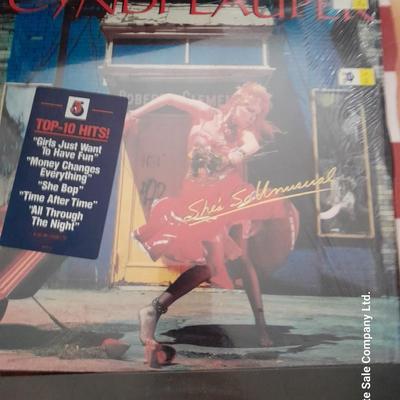 CYNDI LAUPER
5
TOP-10 HITS!
"Girls Just Want
To Have Fun"
"Money Changes
Everything"
"She Bop"
"Time After Time"
"All Through
The Night"
She's So Unusual
Sale Company Ltd.